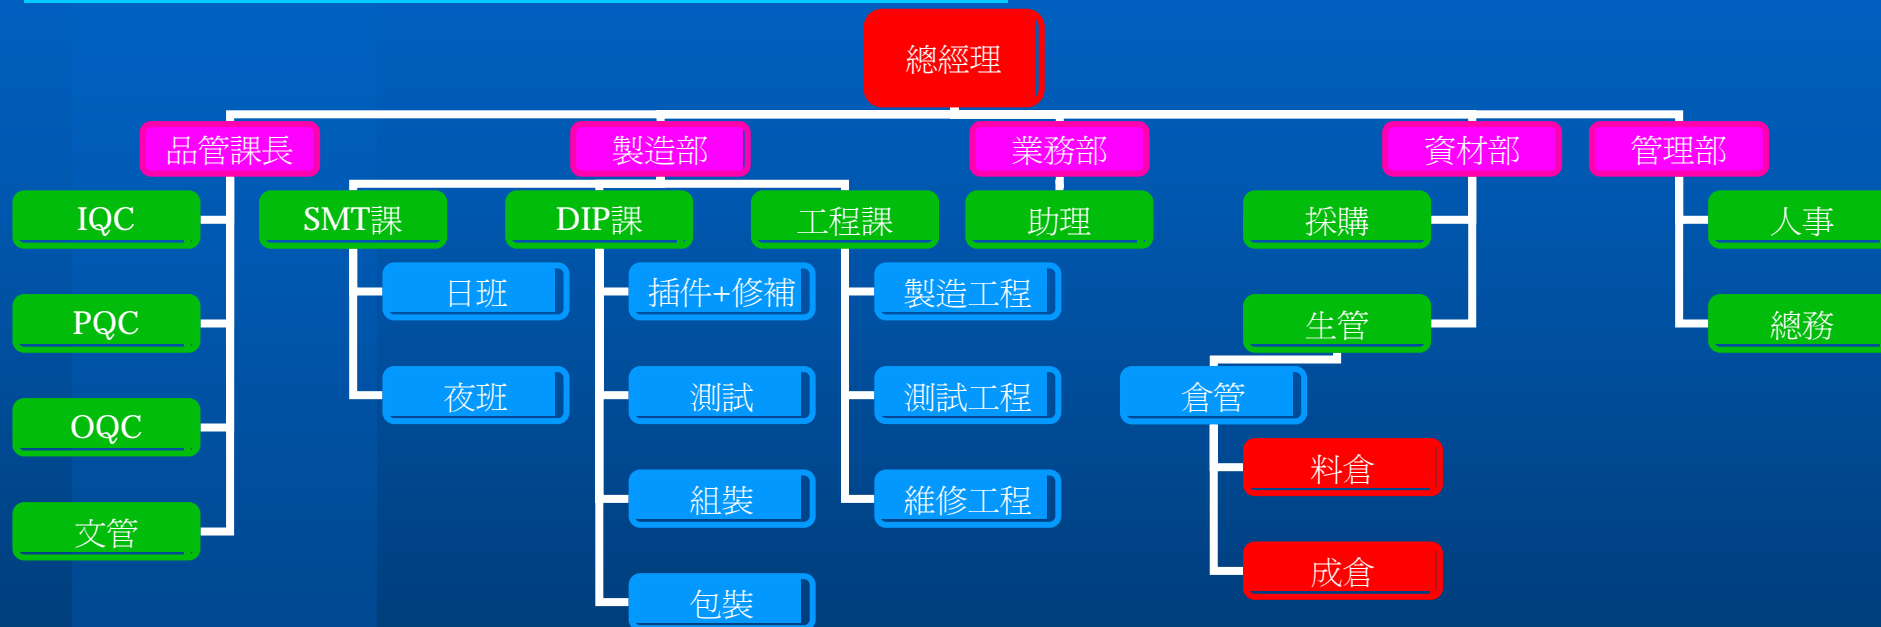 總經理
品管課長
製造部
業務部
資材部
管理部
IQC
SMT課
DIP課
工程課
助理
採購
人事
日班
插件+修補
製造工程
PQC
生管
總務
夜班
測試
測試工程
倉管
OQC
料倉
組裝
維修工程
文管
成倉
包裝